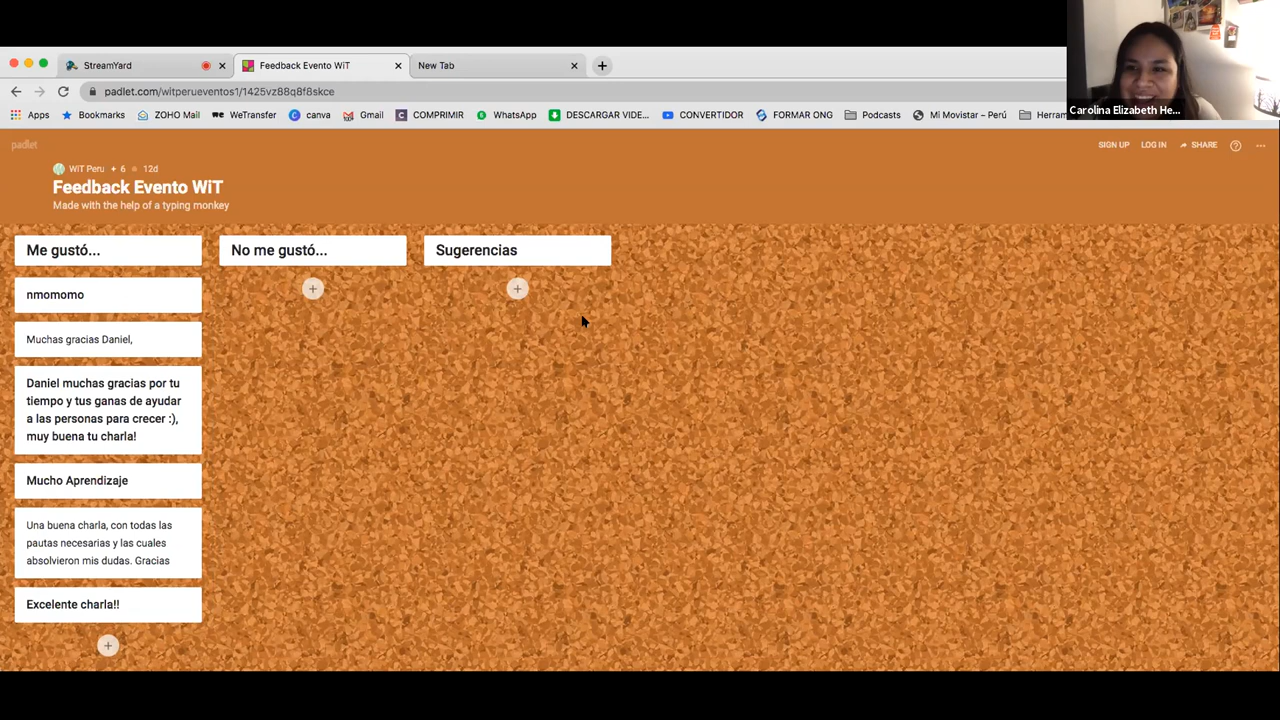 StreamYard
Feedback Evento WiT
New Tab
padlet.com/witperueventos1/1425vz88q8f8skce
Apps
Bookmarks
ZOHO Mail
WeTransfer
canva
Gmail
COMPRIMIR
WhatsApp
DESCARGAR VIDE...
CONVERTIDOR
FORMAR ONG
Podcasts
Mi Movistar – Perú
Herram
Carolina Elizabeth He...
padlet
SIGN UP
LOG IN
SHARE
WiT Peru + 6 12d
Feedback Evento WiT
Made with the help of a typing monkey
Me gustó...
nmomomo
Muchas gracias Daniel,
Daniel muchas gracias por tu
tiempo y tus ganas de ayudar
a las personas para crecer :),
muy buena tu charla!
Mucho Aprendizaje
Una buena charla, con todas las
pautas necesarias y las cuales
absolvieron mis dudas. Gracias
Excelente charla!!
No me gustó...
Sugerencias